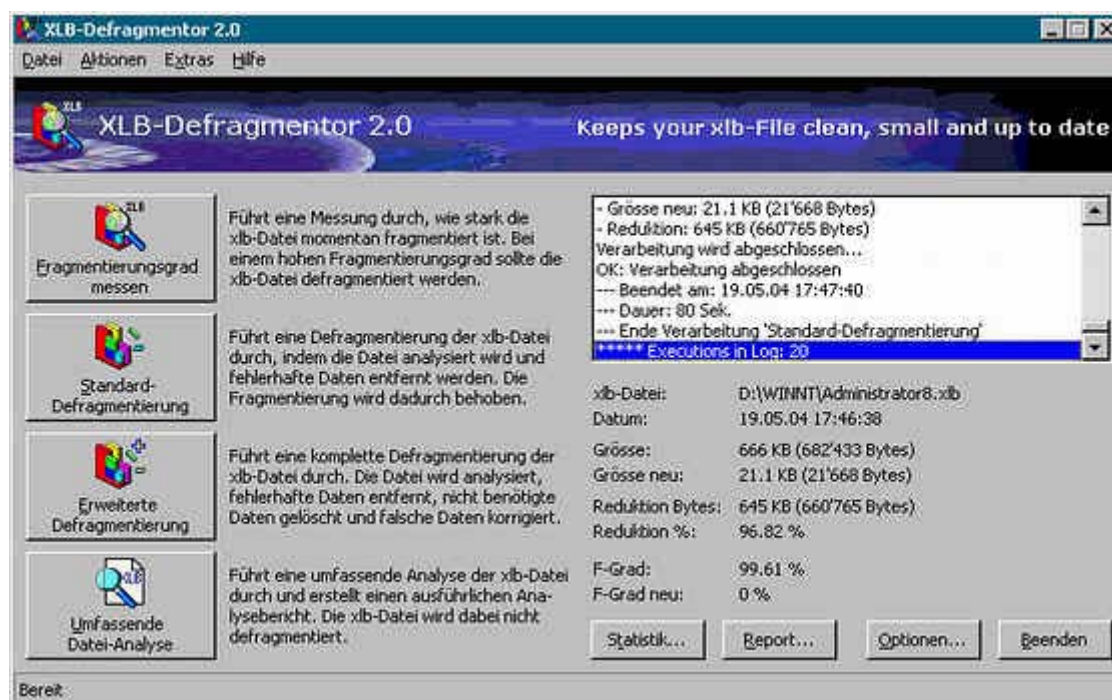 XLB-Defragmentor 2.0
Datei Aktionen Extras Hilfe
XLB
XLB-Defragmentor 2.0
Keeps your xlb-File clean, small and up to date
XLB
Fragmentierungsgrad
messen
Führt eine Messung durch, wie stark die
xlb-Datei momentan fragmentiert ist. Bei
einem hohen Fragmentierungsgrad sollte die
xlb-Datei defragmentiert werden.
Standard-
Defragmentierung
Führt eine Defragmentierung der xlb-Datei
durch, indem die Datei analysiert wird und
fehlerhafte Daten entfernt werden. Die
Fragmentierung wird dadurch behoben.
Erweiterte
Defragmentierung
Führt eine komplette Defragmentierung der
xlb-Datei durch. Die Datei wird analysiert,
fehlerhafte Daten entfernt, nicht benötigte
Daten gelöscht und falsche Daten korrigiert.
XLB
Umfassende
Datei-Analyse
Führt eine umfassende Analyse der xlb-Datei
durch und erstellt einen ausführlichen Ana-
lysebericht. Die xlb-Datei wird dabei nicht
defragmentiert.
- Grösse neu: 21.1 KB (21'668 Bytes)
- Reduktion: 645 KB (660'765 Bytes)
Verarbeitung wird abgeschlossen...
OK: Verarbeitung abgeschlossen
--- Beendet am: 19.05.04 17:47:40
--- Dauer: 80 Sek.
--- Ende Verarbeitung 'Standard-Defragmentierung'
***** Executions in Log: 20
xlb-Datei: D:\WINNT\Administrator8.xlb
Datum: 19.05.04 17:46:38
Grösse: 666 KB (682'433 Bytes)
Grösse neu: 21.1 KB (21'668 Bytes)
Reduktion Bytes: 645 KB (660'765 Bytes)
Reduktion %: 96.82 %
F-Grad: 99.61 %
F-Grad neu: 0 %
Statistik... Report... Optionen... Beenden
Bereit